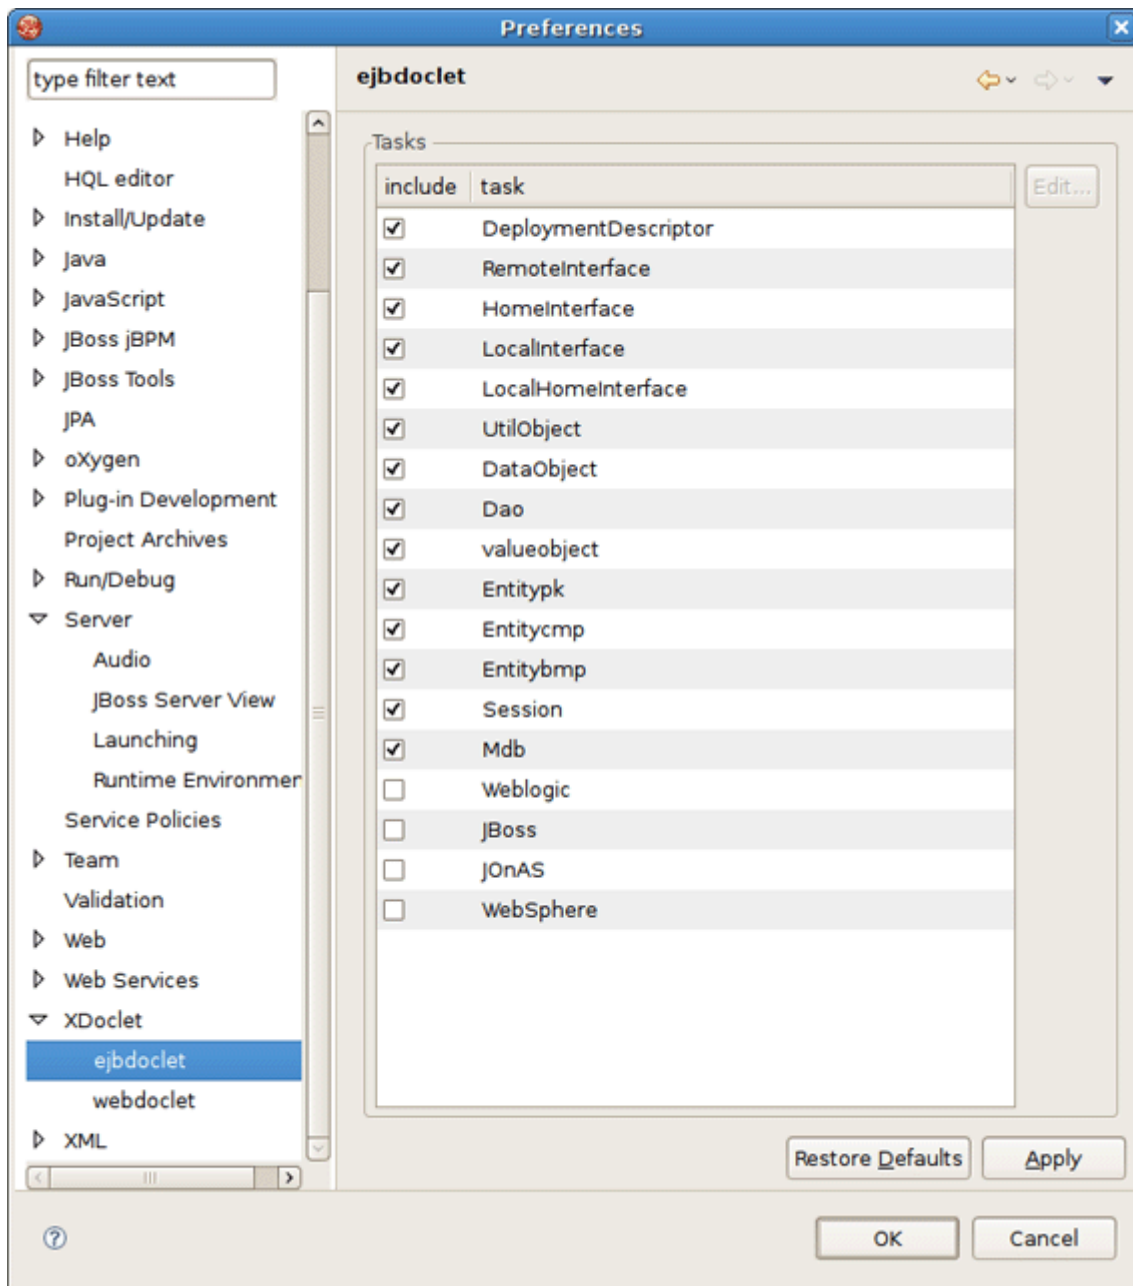 Preferences
type filter text
Help
HQL editor
Install/Update
Java
JavaScript
JBoss jBPM
JBoss Tools
JPA
oXygen
Plug-in Development
Project Archives
Run/Debug
Server
Audio
JBoss Server View
Launching
Runtime Environmen
Service Policies
Team
Validation
Web
Web Services
XDoclet
ejbdoclet
webdoclet
XML
ejbdoclet
Tasks
include task
Edit...
DeploymentDescriptor
RemoteInterface
HomeInterface
LocalInterface
LocalHomeInterface
UtilObject
DataObject
Dao
valueobject
Entitypk
Entitycmp
Entitybmp
Session
Mdb
Weblogic
JBoss
JOnAS
WebSphere
Restore Defaults Apply
OK Cancel